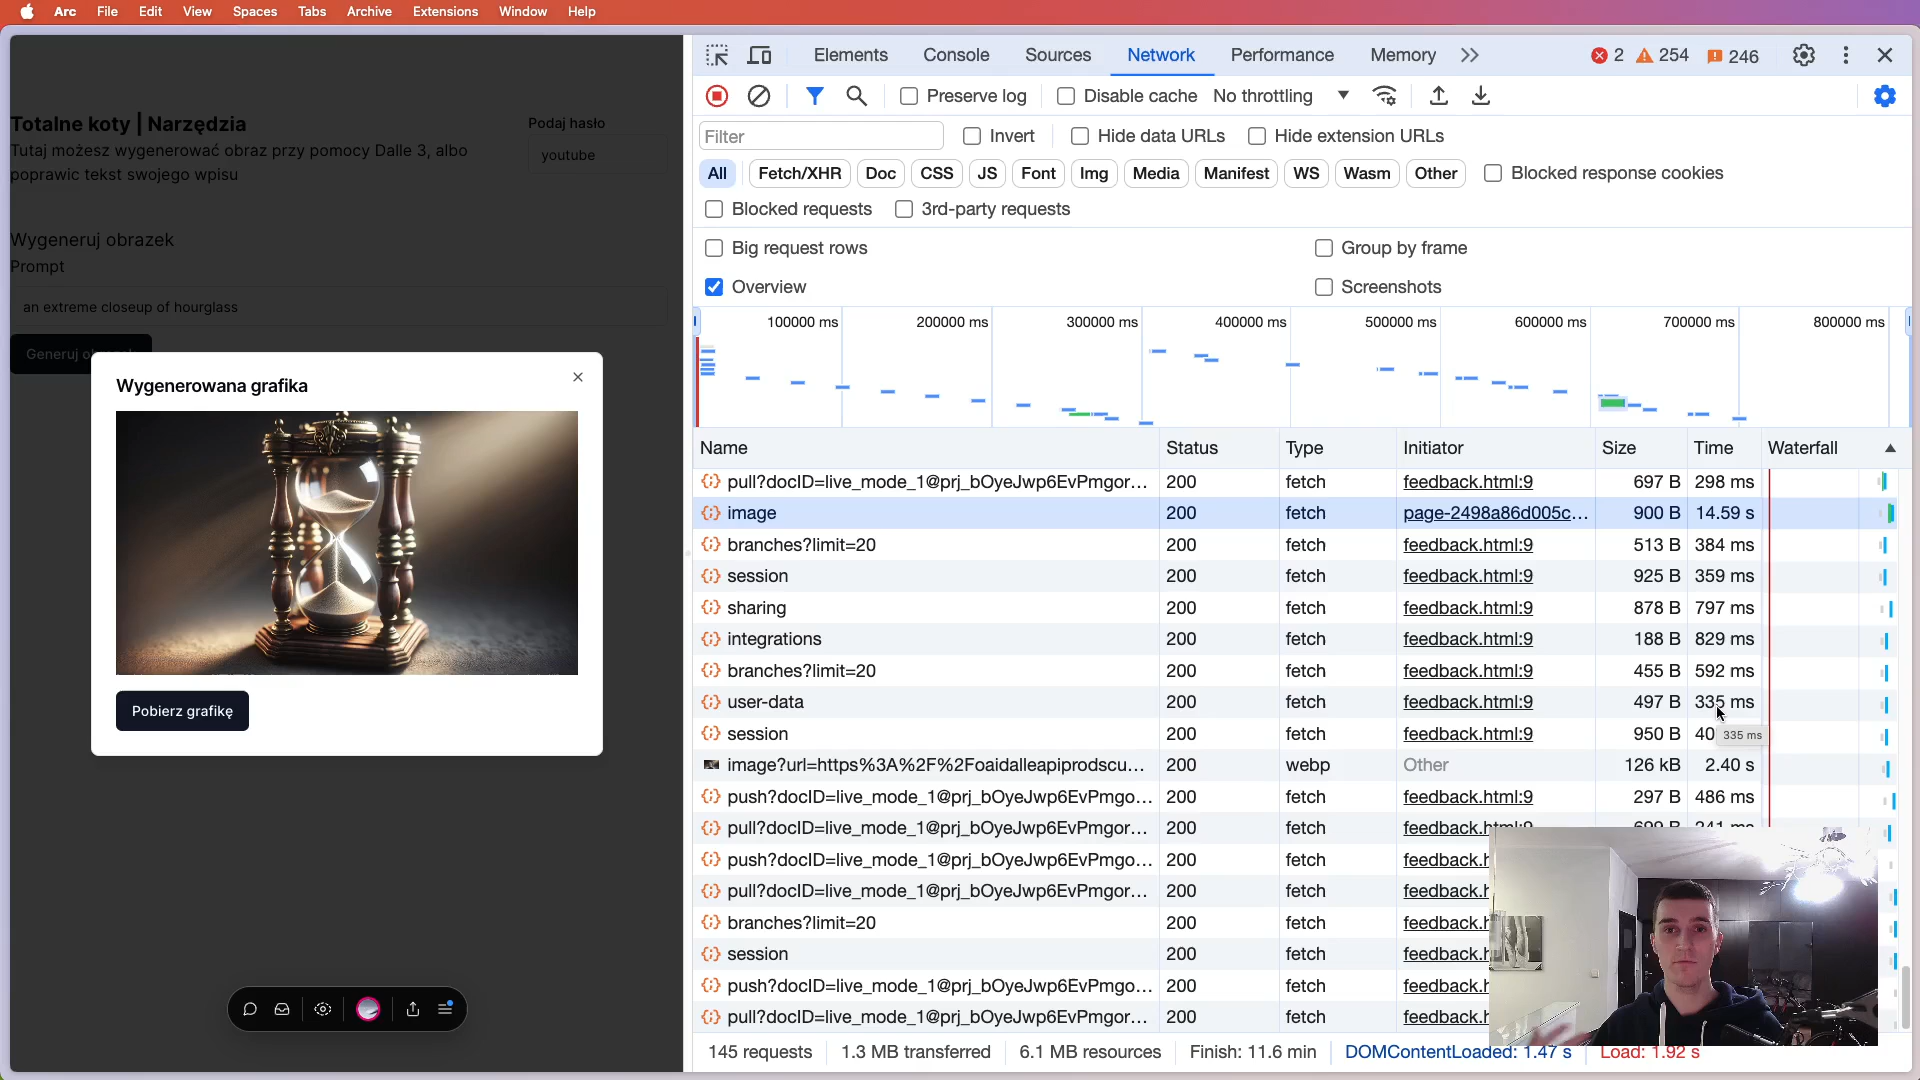 Arc File Edit View Spaces Tabs Archive Extensions Window Help
Totalne koty | Narzędzia
Tutaj możesz wygenerować obraz przy pomocy Dalle 3, albo
poprawic tekst swojego wpisu
Podaj hasło
youtube
Wygeneruj obrazek
Prompt
an extreme closeup of hourglass
Generuj o
Wygenerowana grafika
Pobierz grafikę
Elements Console Sources Network Performance Memory 2 254 246
Preserve log Disable cache No throttling
Filter Invert Hide data URLs Hide extension URLs
All Fetch/XHR Doc CSS JS Font Img Media Manifest WS Wasm Other Blocked response cookies
Blocked requests 3rd-party requests
Big request rows Group by frame
Overview Screenshots
100000 ms 200000 ms 300000 ms 400000 ms 500000 ms 600000 ms 700000 ms 800000 ms
Name Status Type Initiator Size Time Waterfall
pull?docID=live_mode_1@prj_bOyeJwp6EvPmgor... 200 fetch feedback.html:9 697 B 298 ms
image 200 fetch page-2498a86d005c... 900 B 14.59 s
branches?limit=20 200 fetch feedback.html:9 513 B 384 ms
session 200 fetch feedback.html:9 925 B 359 ms
sharing 200 fetch feedback.html:9 878 B 797 ms
integrations 200 fetch feedback.html:9 188 B 829 ms
branches?limit=20 200 fetch feedback.html:9 455 B 592 ms
user-data 200 fetch feedback.html:9 497 B 335 ms
session 200 fetch feedback.html:9 950 B 40 335 ms
image?url=https%3A%2F%2Foaidalleapiprodscu... 200 webp Other 126 kB 2.40 s
push?docID=live_mode_1@prj_bOyeJwp6EvPmgo... 200 fetch feedback.html:9 297 B 486 ms
pull?docID=live_mode_1@prj_bOyeJwp6EvPmgor... 200 fetch feedback.html:9
push?docID=live_mode_1@prj_bOyeJwp6EvPmgo... 200 fetch feedback.h
pull?docID=live_mode_1@prj_bOyeJwp6EvPmgor... 200 fetch feedback.h
branches?limit=20 200 fetch feedback.h
session 200 fetch feedback.h
push?docID=live_mode_1@prj_bOyeJwp6EvPmgo... 200 fetch feedback.h
pull?docID=live_mode_1@prj_bOyeJwp6EvPmgor... 200 fetch feedback.h
145 requests 1.3 MB transferred 6.1 MB resources Finish: 11.6 min DOMContentLoaded: 1.47 s Load: 1.92 s